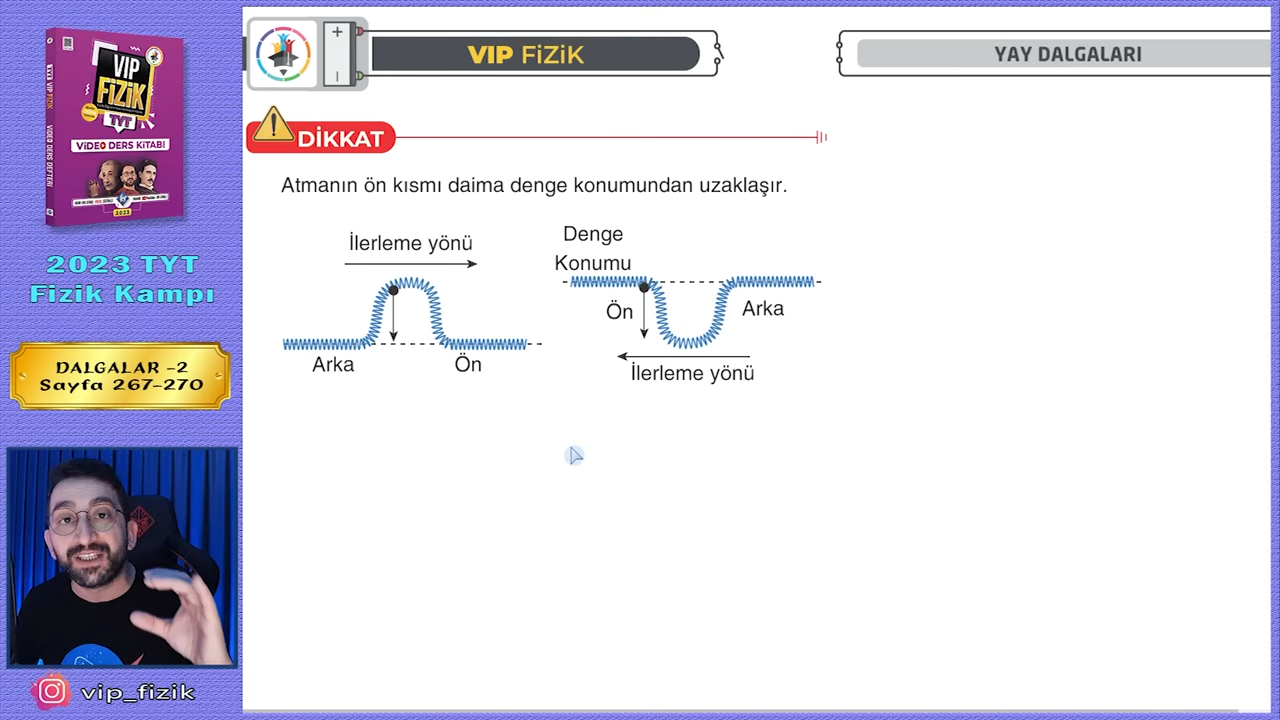 VIP
FİZİK
TYT
VİDEO DERS KİTABI
2023
VIP FİZİK
YAY DALGALARI
DİKKAT
Atmanın ön kısmı daima denge konumundan uzaklaşır.
İlerleme yönü
Arka
Ön
Denge
Konumu
Ön
Arka
İlerleme yönü
2023 TYT
Fizik Kampı
DALGALAR -2
Sayfa 267-270
vip_fizik